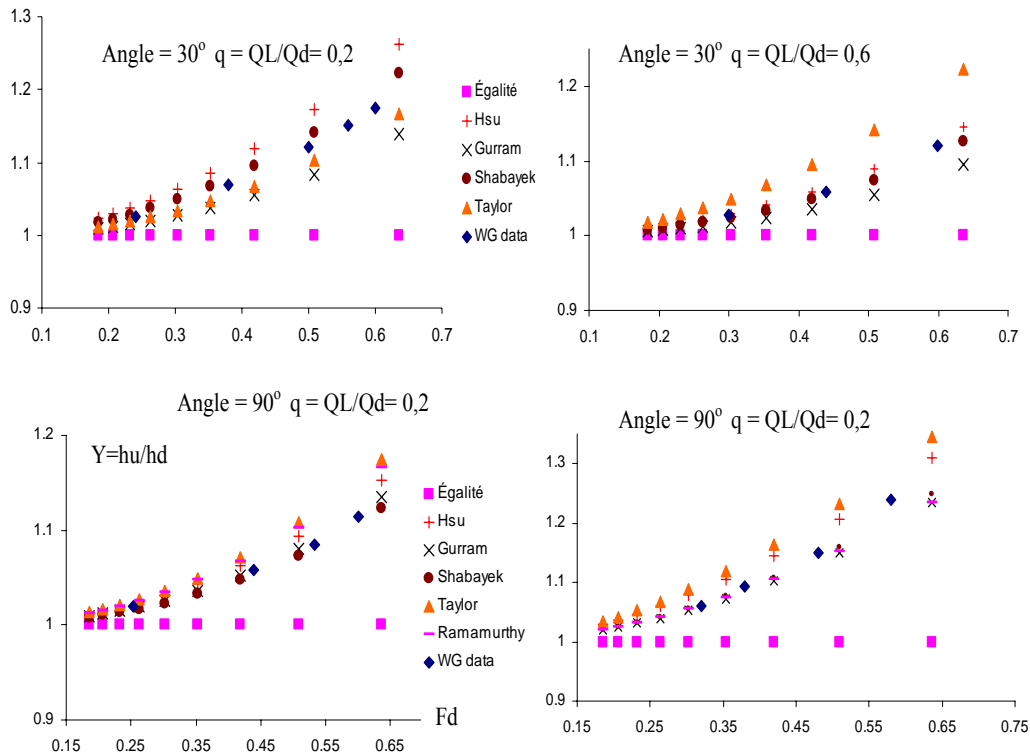 1.3
1.2
1.1
1
0.9
0.1 0.2 0.3 0.4 0.5 0.6 0.7
Angle = 30° q = QL/Qd= 0,2
Égalité
Hsu
Gurram
Shabayek
Taylor
WG data
Angle = 30° q = QL/Qd= 0,6
1.2
1.1
1
0.9
0.1 0.2 0.3 0.4 0.5 0.6 0.7
Angle = 90° q = QL/Qd= 0,2
Y=hu/hd
1.2
1.1
1
0.9
0.15 0.25 0.35 0.45 0.55 0.65
Fd
Égalité
Hsu
Gurram
Shabayek
Taylor
Ramamurthy
WG data
Angle = 90° q = QL/Qd= 0,2
1.3
1.2
1.1
1
0.9
0.15 0.25 0.35 0.45 0.55 0.65 0.75